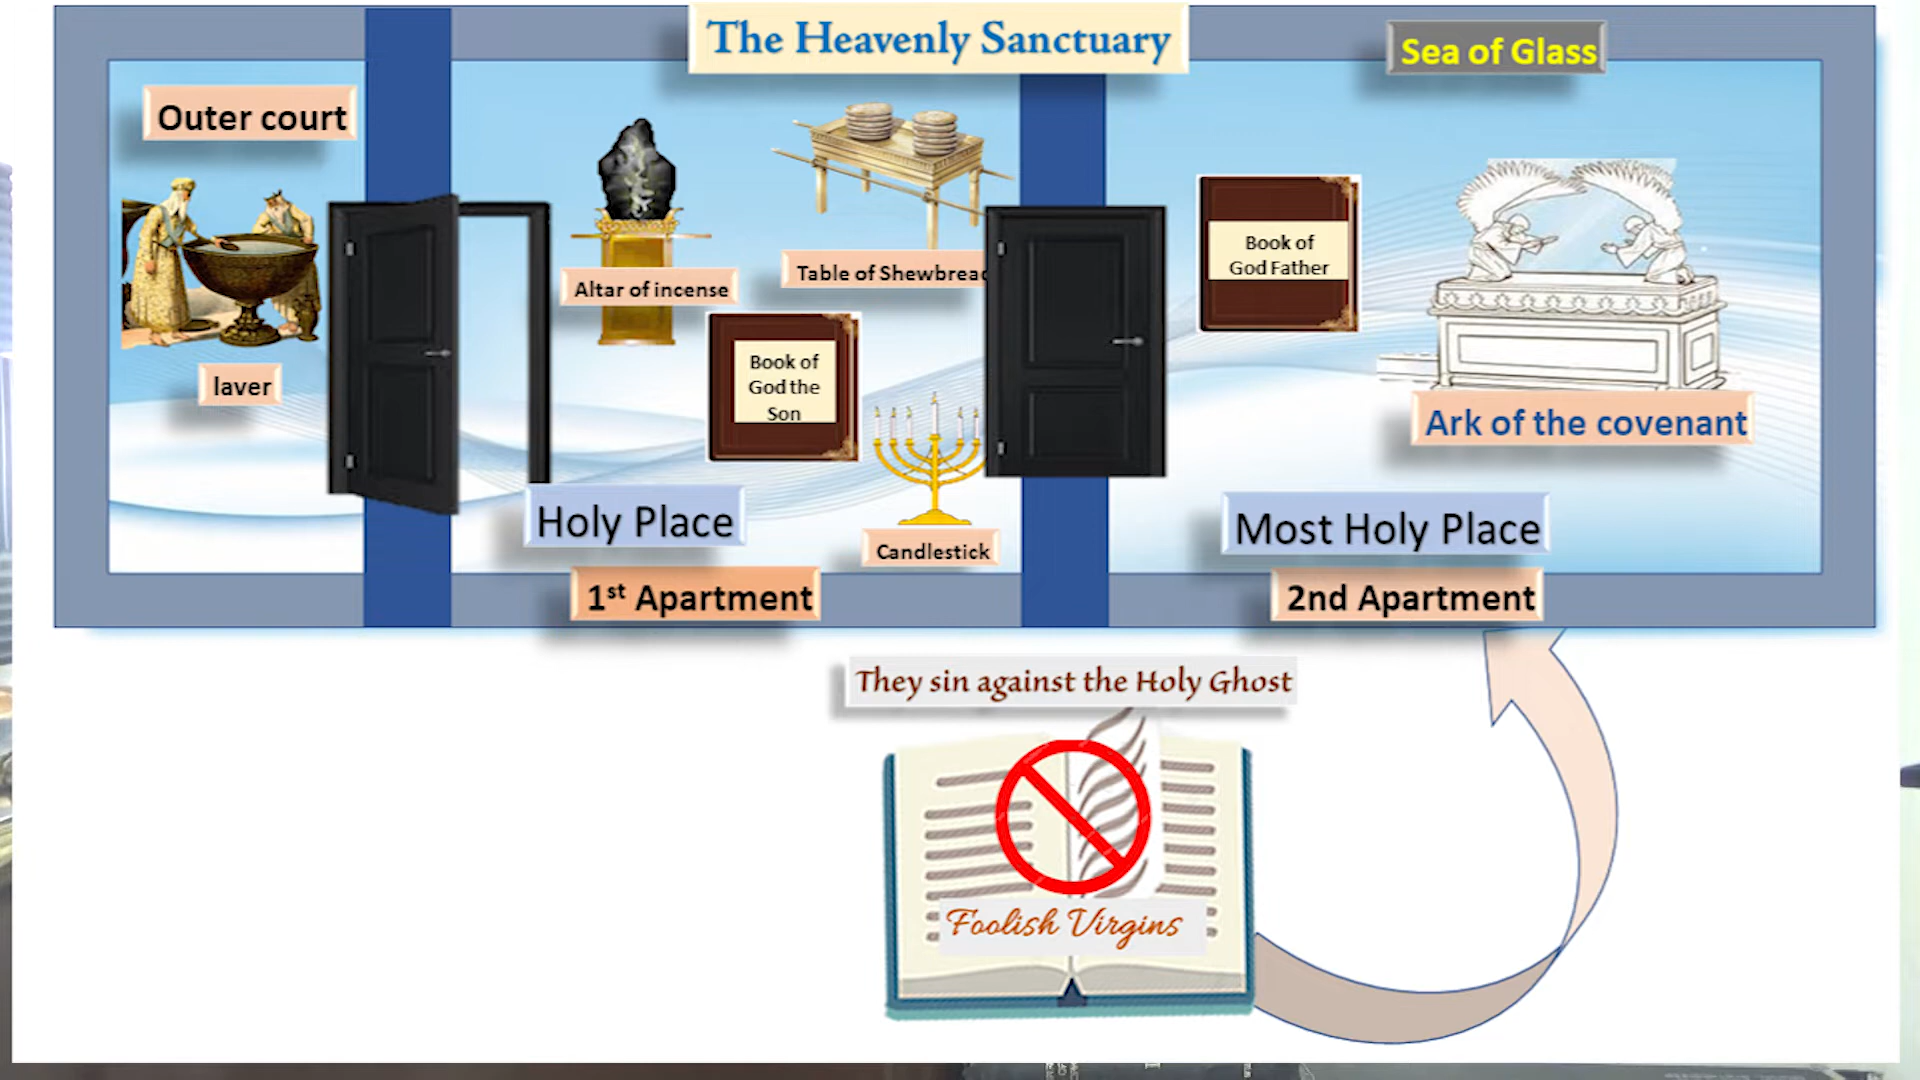 The Heavenly Sanctuary
Sea of Glass
Outer court
laver
Altar of incense
Table of Shewbread
Book of
God the
Son
Candlestick
Book of
God Father
Ark of the covenant
Holy Place
1st Apartment
Most Holy Place
2nd Apartment
They sin against the Holy Ghost
Foolish Virgins